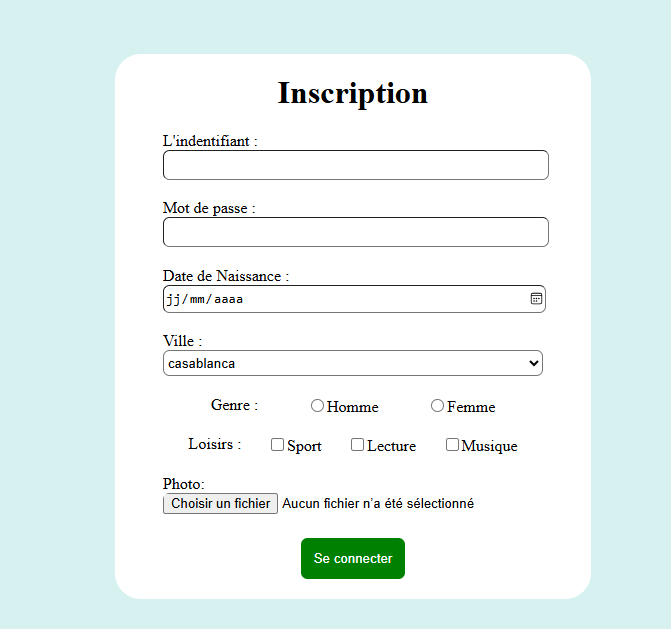 Inscription
L'indentifiant :
Mot de passe :
Date de Naissance :
jj/mm/aaaa
Ville :
casablanca
Genre : Homme Femme
Loisirs : Sport Lecture Musique
Photo:
Choisir un fichier Aucun fichier n’a été sélectionné
Se connecter